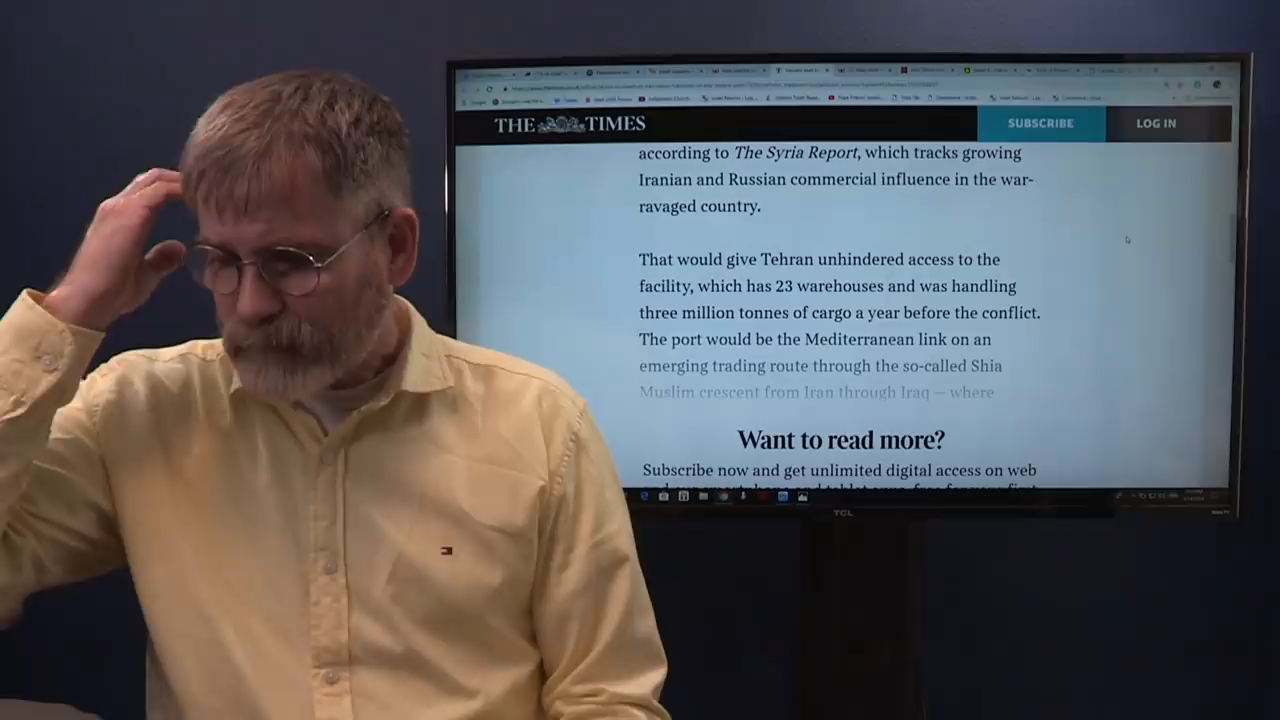 THE TIMES
SUBSCRIBE
LOG IN
according to The Syria Report, which tracks growing
Iranian and Russian commercial influence in the war-
ravaged country.
That would give Tehran unhindered access to the
facility, which has 23 warehouses and was handling
three million tonnes of cargo a year before the conflict.
The port would be the Mediterranean link on an
emerging trading route through the so-called Shia
Muslim crescent from Iran through Iraq — where
Want to read more?
Subscribe now and get unlimited digital access on web
TCL